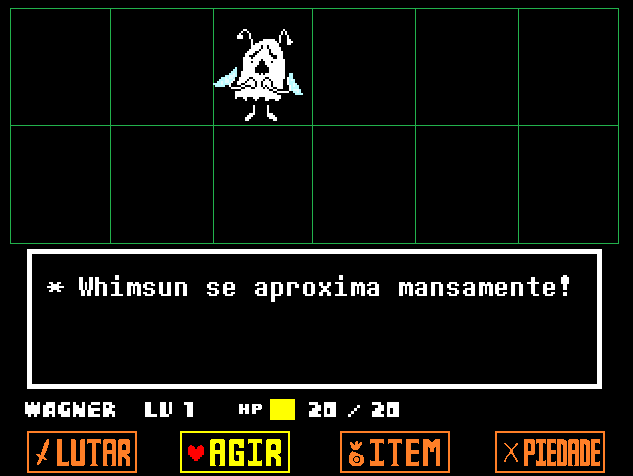 * Whimsun se aproxima mansamente!
WAGNER LV 1 HP 20 / 20
LUTAR AGIR ITEM PIEDADE